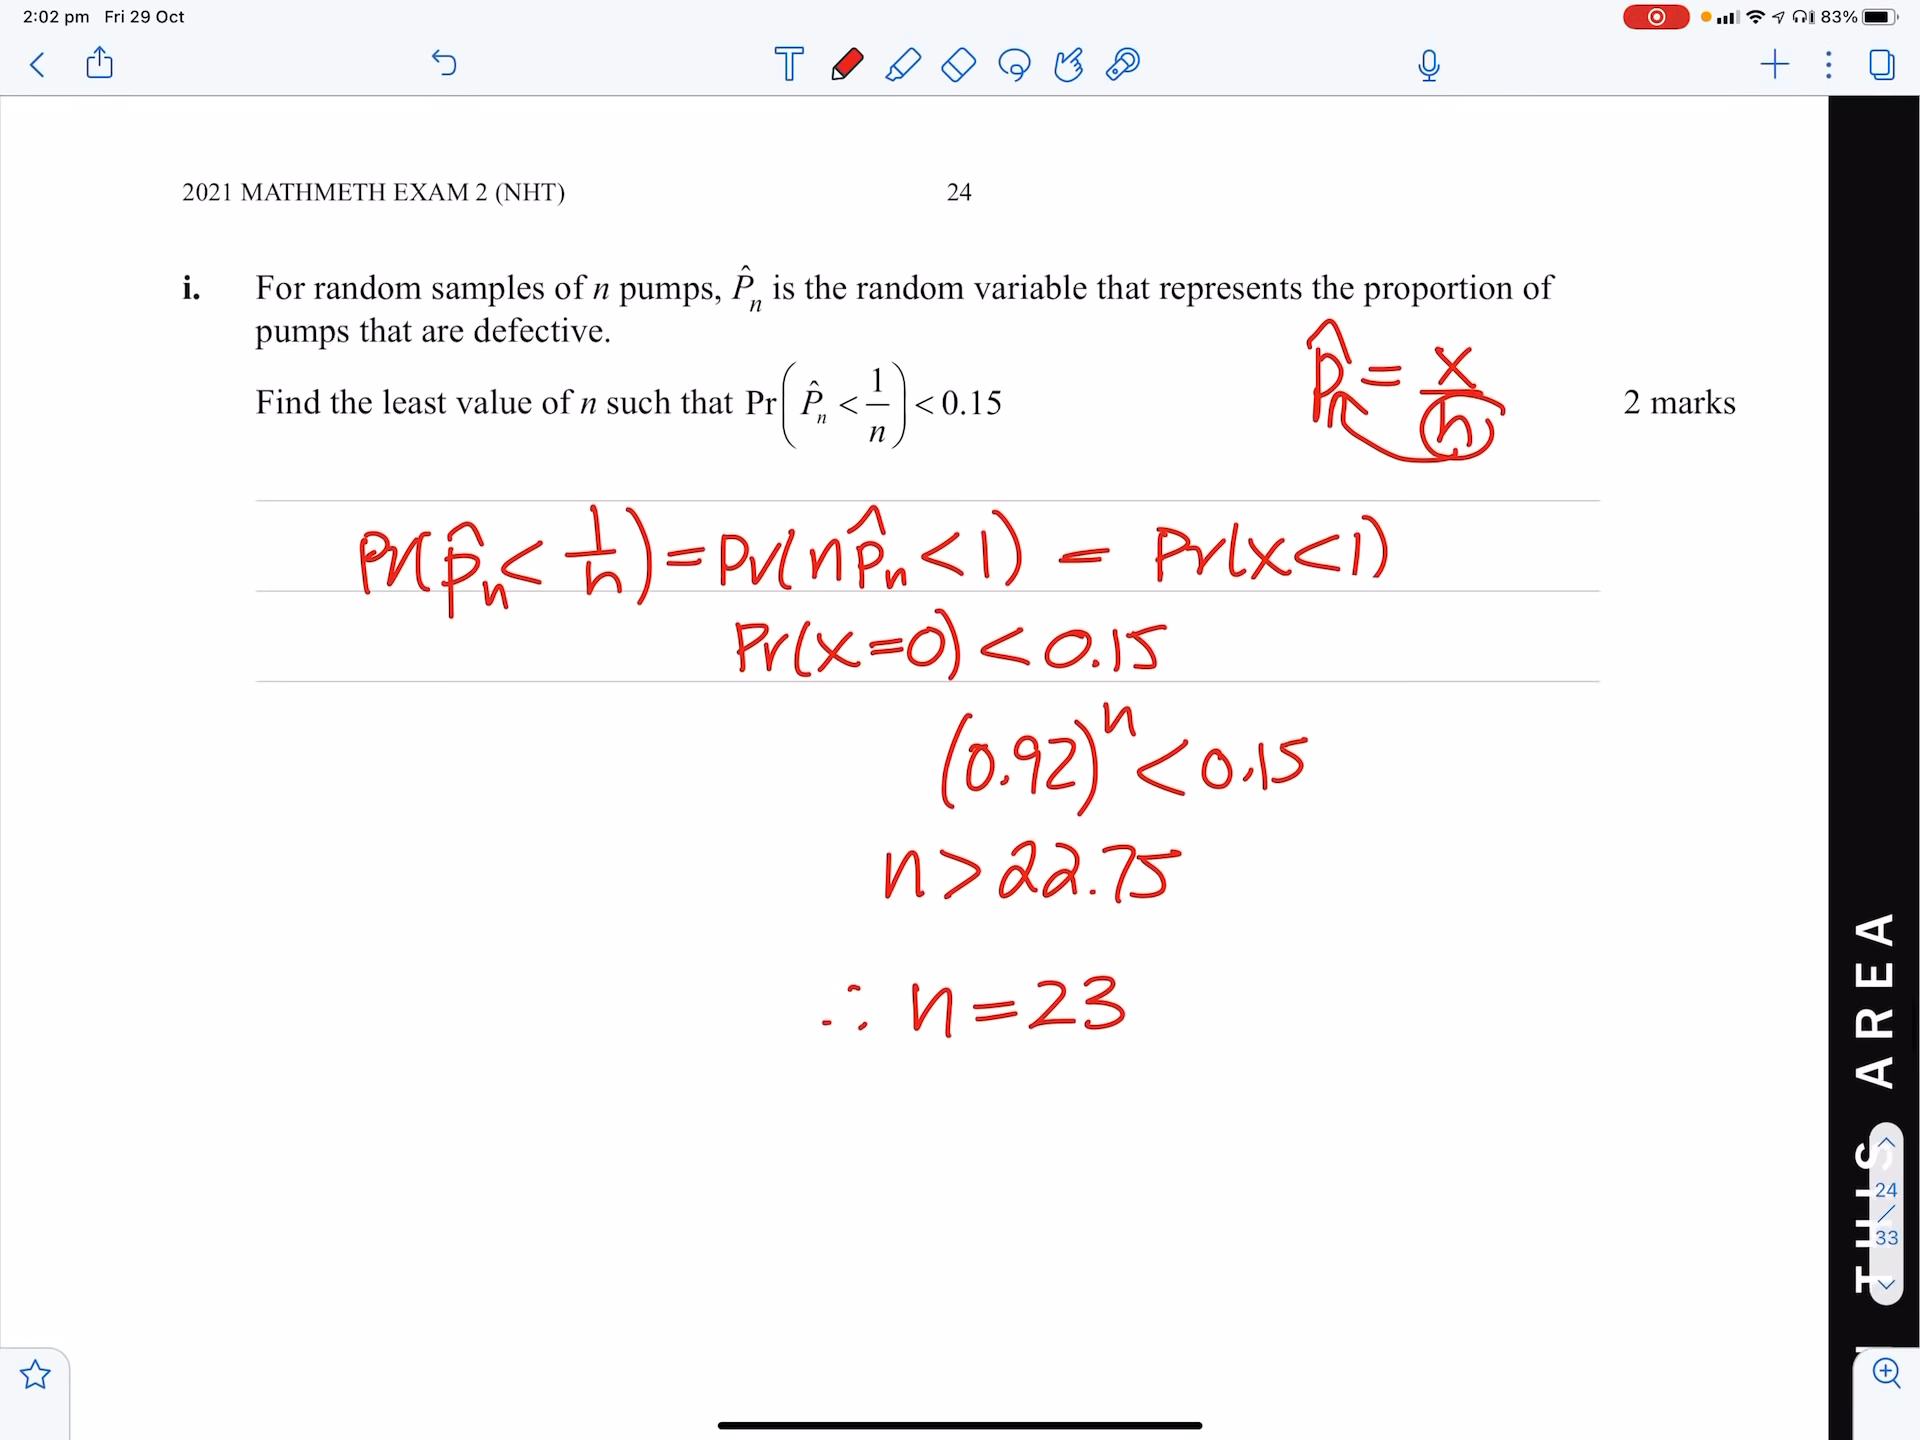 2:02 pm Fri 29 Oct
83%
2021 MATHMETH EXAM 2 (NHT)
24
i. For random samples of n pumps, P̂ₙ is the random variable that represents the proportion of
pumps that are defective.
Find the least value of n such that Pr(P̂ₙ < 1/n) < 0.15
2 marks
p̂ₙ = x/n
Pr(p̂ₙ < 1/n) = Pr(n p̂ₙ < 1) = Pr(x < 1)
Pr(x = 0) < 0.15
(0.92)ⁿ < 0.15
n > 22.75
∴ n = 23
THIS AREA
24
/
33